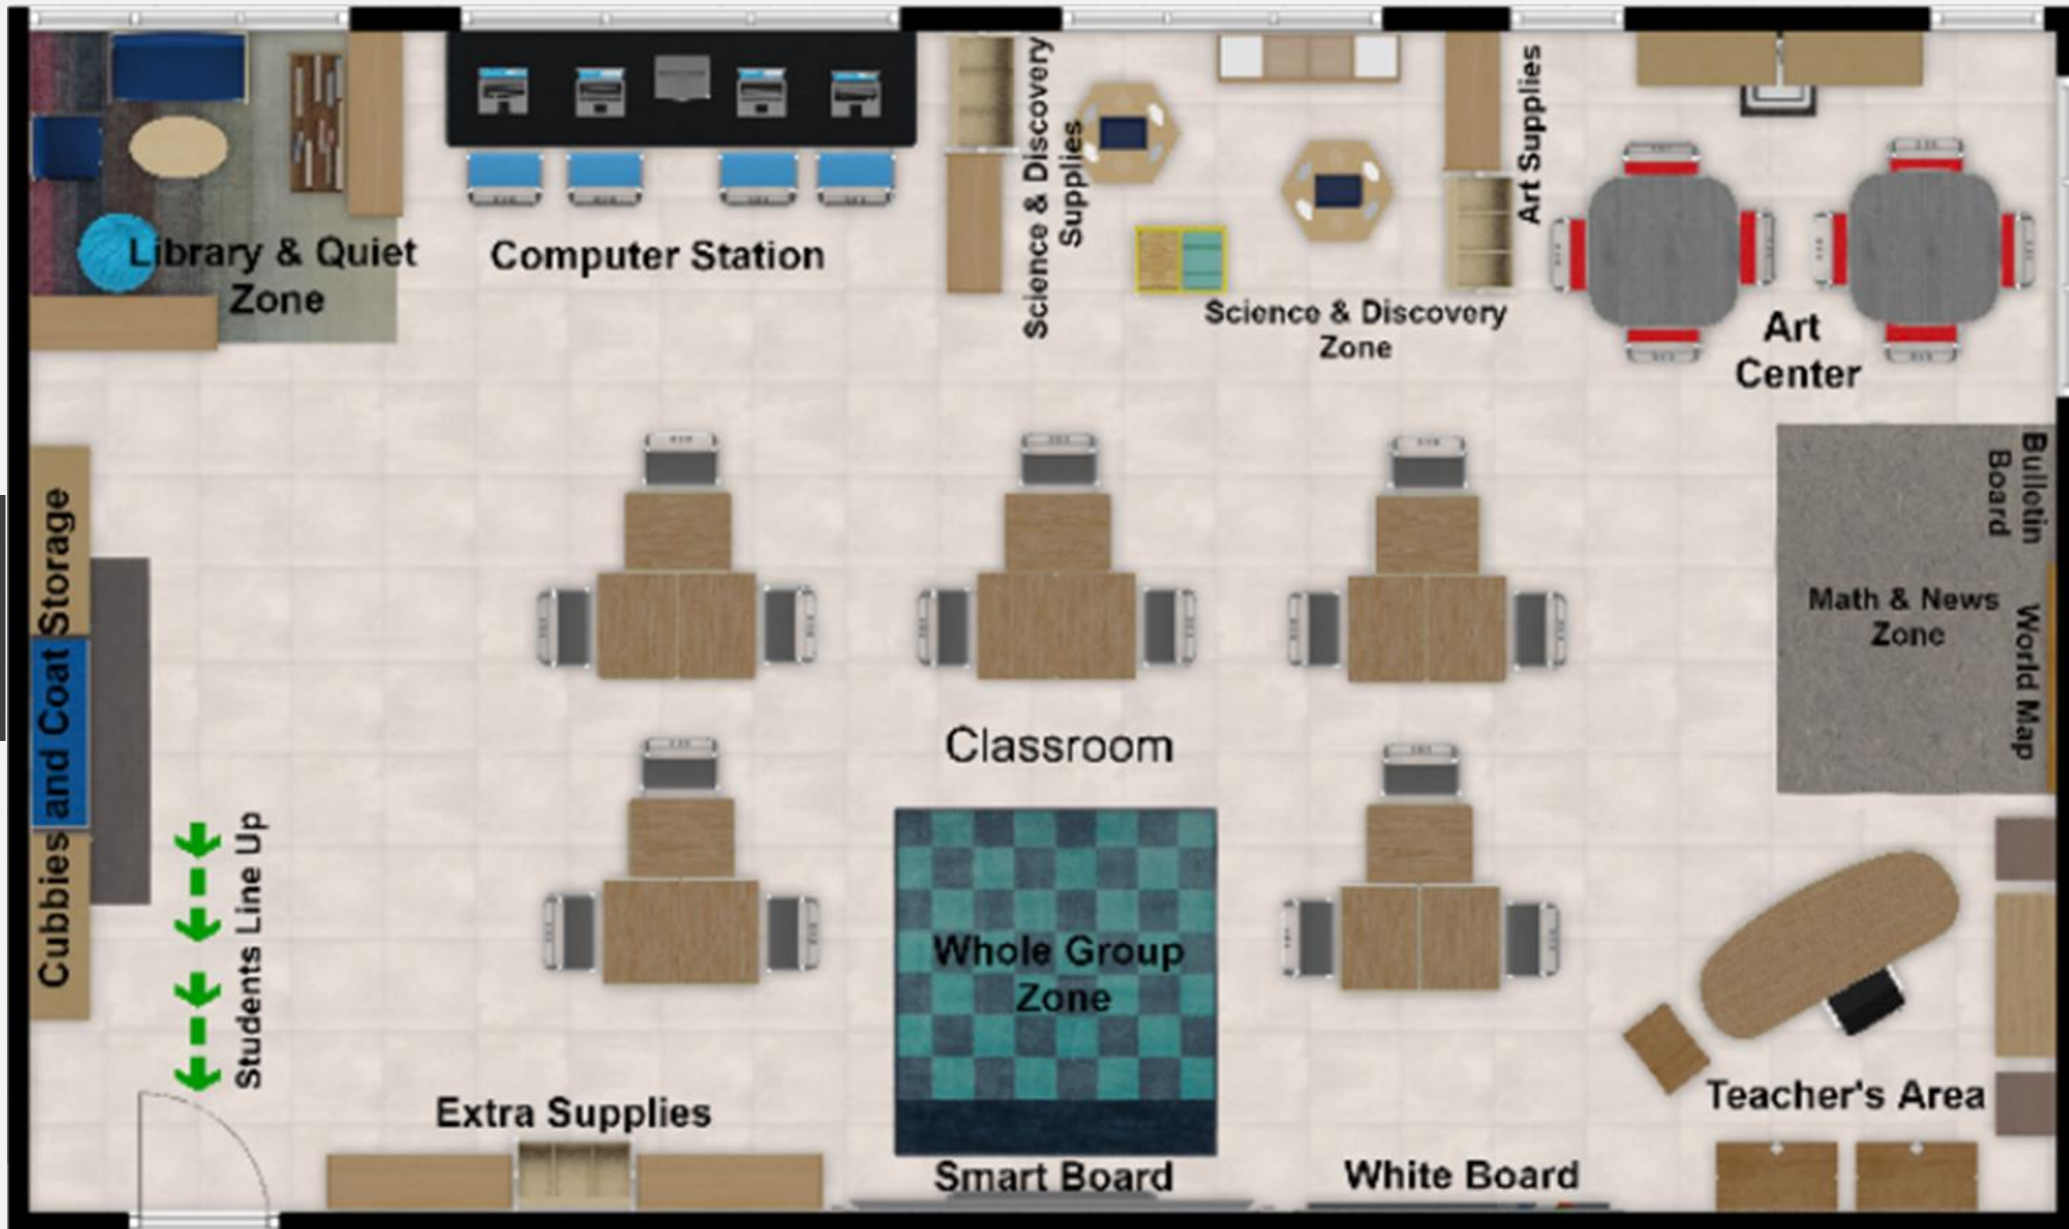 Library & Quiet
Zone
Computer Station
Science & Discovery
Supplies
Science & Discovery
Zone
Art Supplies
Art
Center
Bulletin
Board
Math & News
Zone
World Map
Cubbies and Coat Storage
Classroom
Students Line Up
Whole Group
Zone
Extra Supplies
Teacher's Area
Smart Board
White Board